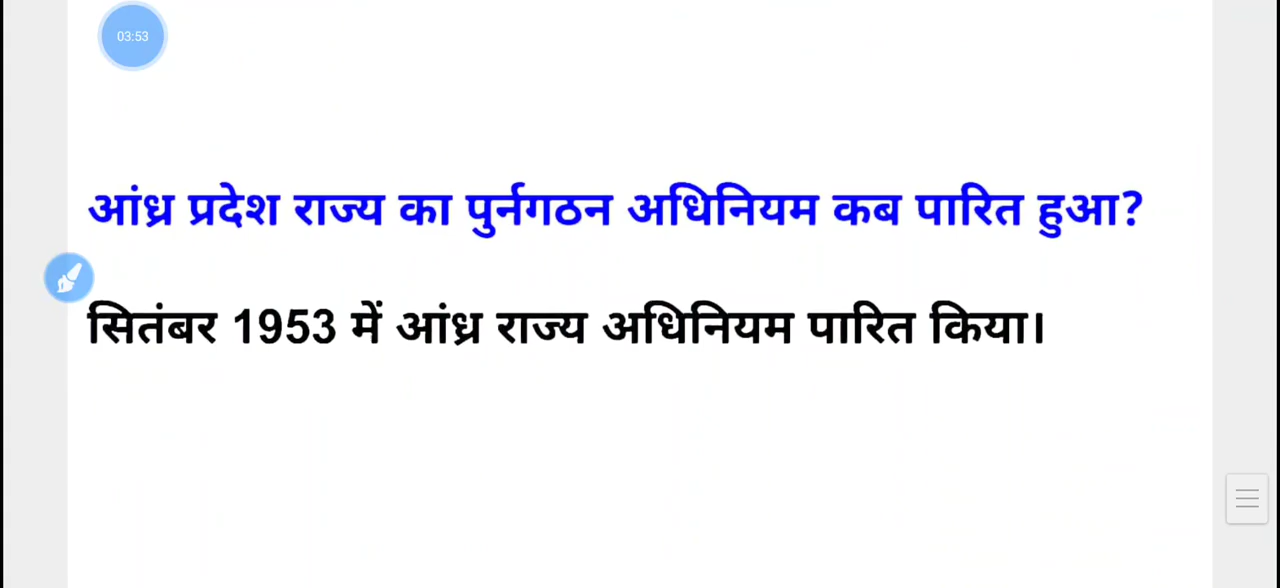 03:53
आंध्र प्रदेश राज्य का पुर्नगठन अधिनियम कब पारित हुआ?
सितंबर 1953 में आंध्र राज्य अधिनियम पारित किया।